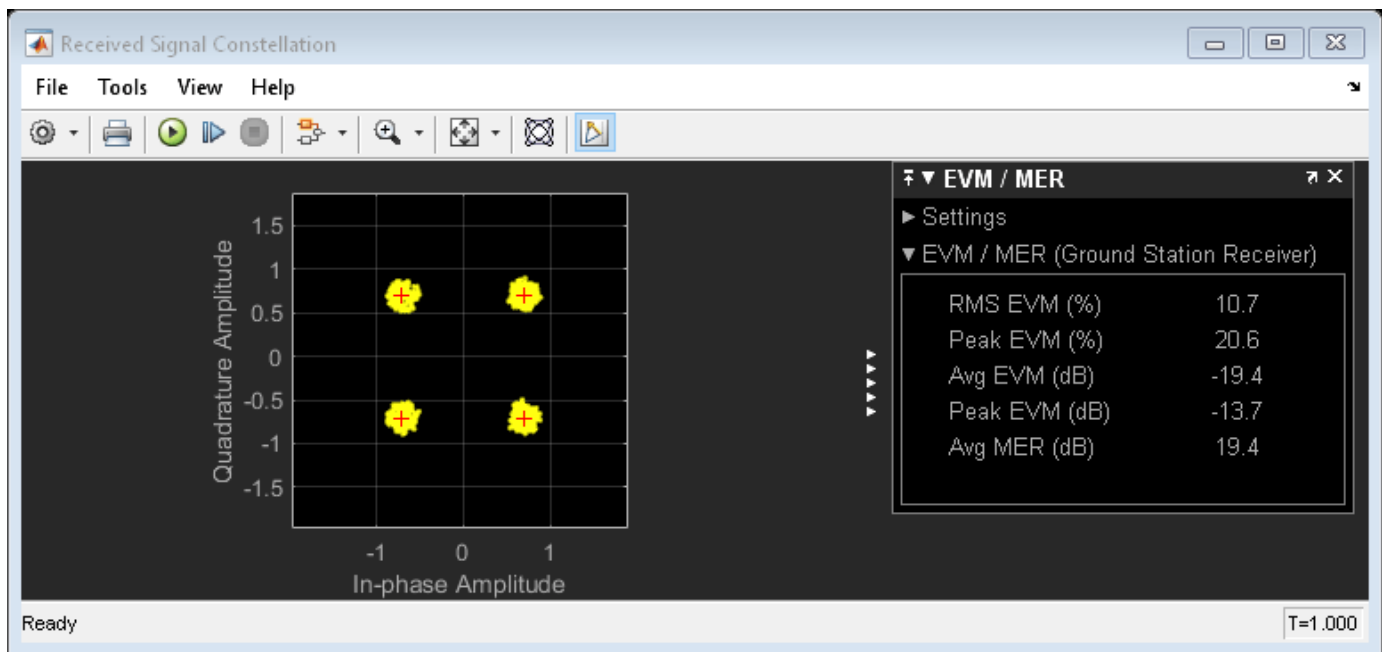 Received Signal Constellation
File Tools View Help
EVM / MER
Settings
EVM / MER (Ground Station Receiver)
RMS EVM (%) 10.7
Peak EVM (%) 20.6
Avg EVM (dB) -19.4
Peak EVM (dB) -13.7
Avg MER (dB) 19.4
Quadrature Amplitude
1.5
1
0.5
0
-0.5
-1
-1.5
-1 0 1
In-phase Amplitude
Ready T=1.000